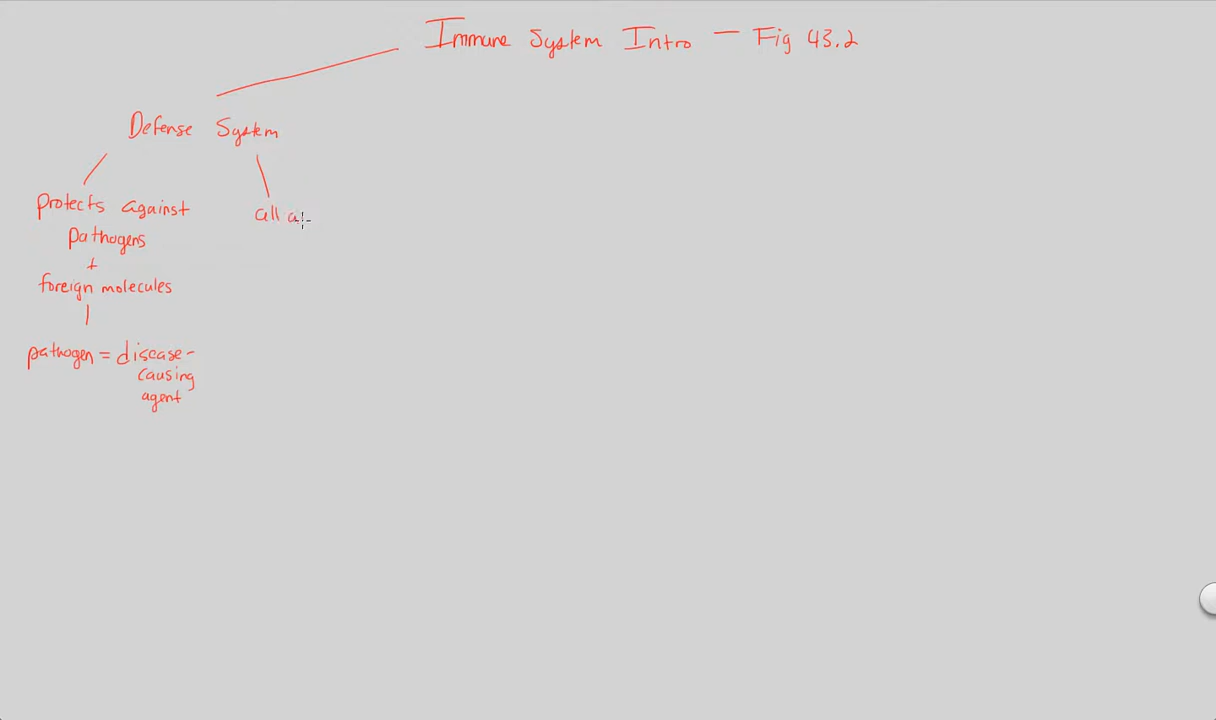 Immune System Intro — Fig 43.2
Defense System
protects against
pathogens
+
foreign molecules
pathogen = disease-
causing
agent
all a